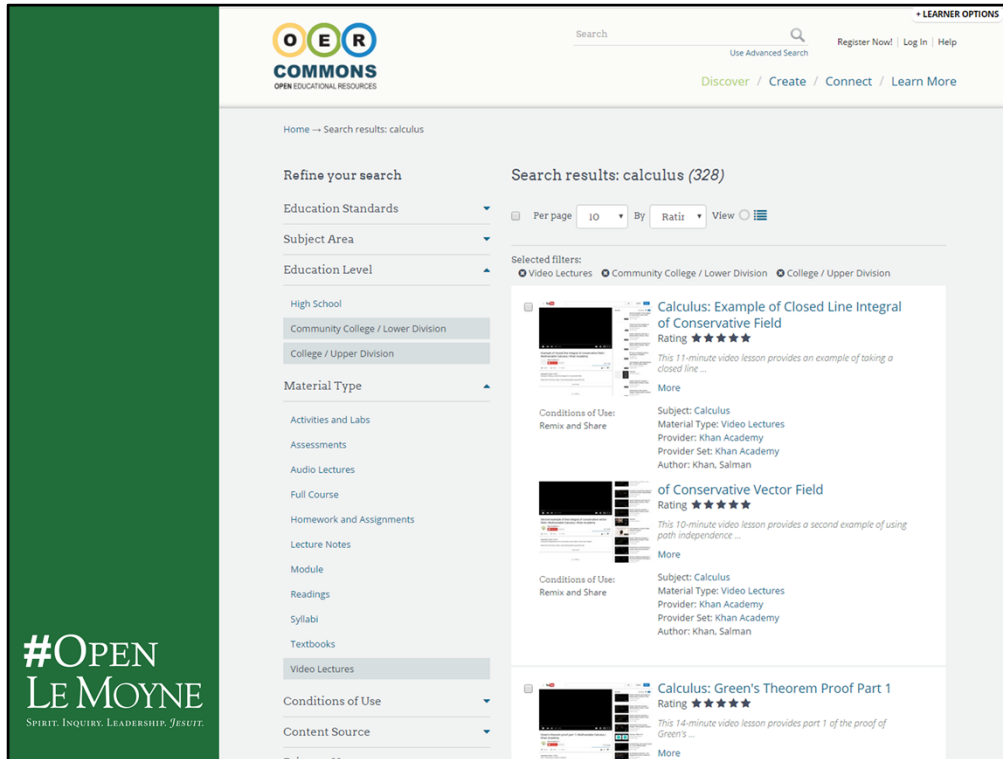 + LEARNER OPTIONS
OER
COMMONS
OPEN EDUCATIONAL RESOURCES
Search
Use Advanced Search
Register Now! | Log In | Help
Discover / Create / Connect / Learn More
Home → Search results: calculus
Refine your search
Education Standards
Subject Area
Education Level
High School
Community College / Lower Division
College / Upper Division
Material Type
Activities and Labs
Assessments
Audio Lectures
Full Course
Homework and Assignments
Lecture Notes
Module
Readings
Syllabi
Textbooks
Video Lectures
Conditions of Use
Content Source
Search results: calculus (328)
Per page 10 By Ratir View
Selected filters:
Video Lectures Community College / Lower Division College / Upper Division
Calculus: Example of Closed Line Integral
of Conservative Field
Rating ★★★★★
This 11-minute video lesson provides an example of taking a
closed line ...
More
Conditions of Use:
Remix and Share
Subject: Calculus
Material Type: Video Lectures
Provider: Khan Academy
Provider Set: Khan Academy
Author: Khan, Salman
of Conservative Vector Field
Rating ★★★★★
This 10-minute video lesson provides a second example of using
path independence ...
More
Conditions of Use:
Remix and Share
Subject: Calculus
Material Type: Video Lectures
Provider: Khan Academy
Provider Set: Khan Academy
Author: Khan, Salman
Calculus: Green's Theorem Proof Part 1
Rating ★★★★★
This 14-minute video lesson provides part 1 of the proof of
Green's ...
More
#OPEN
LE MOYNE
SPIRIT. INQUIRY. LEADERSHIP. JESUIT.